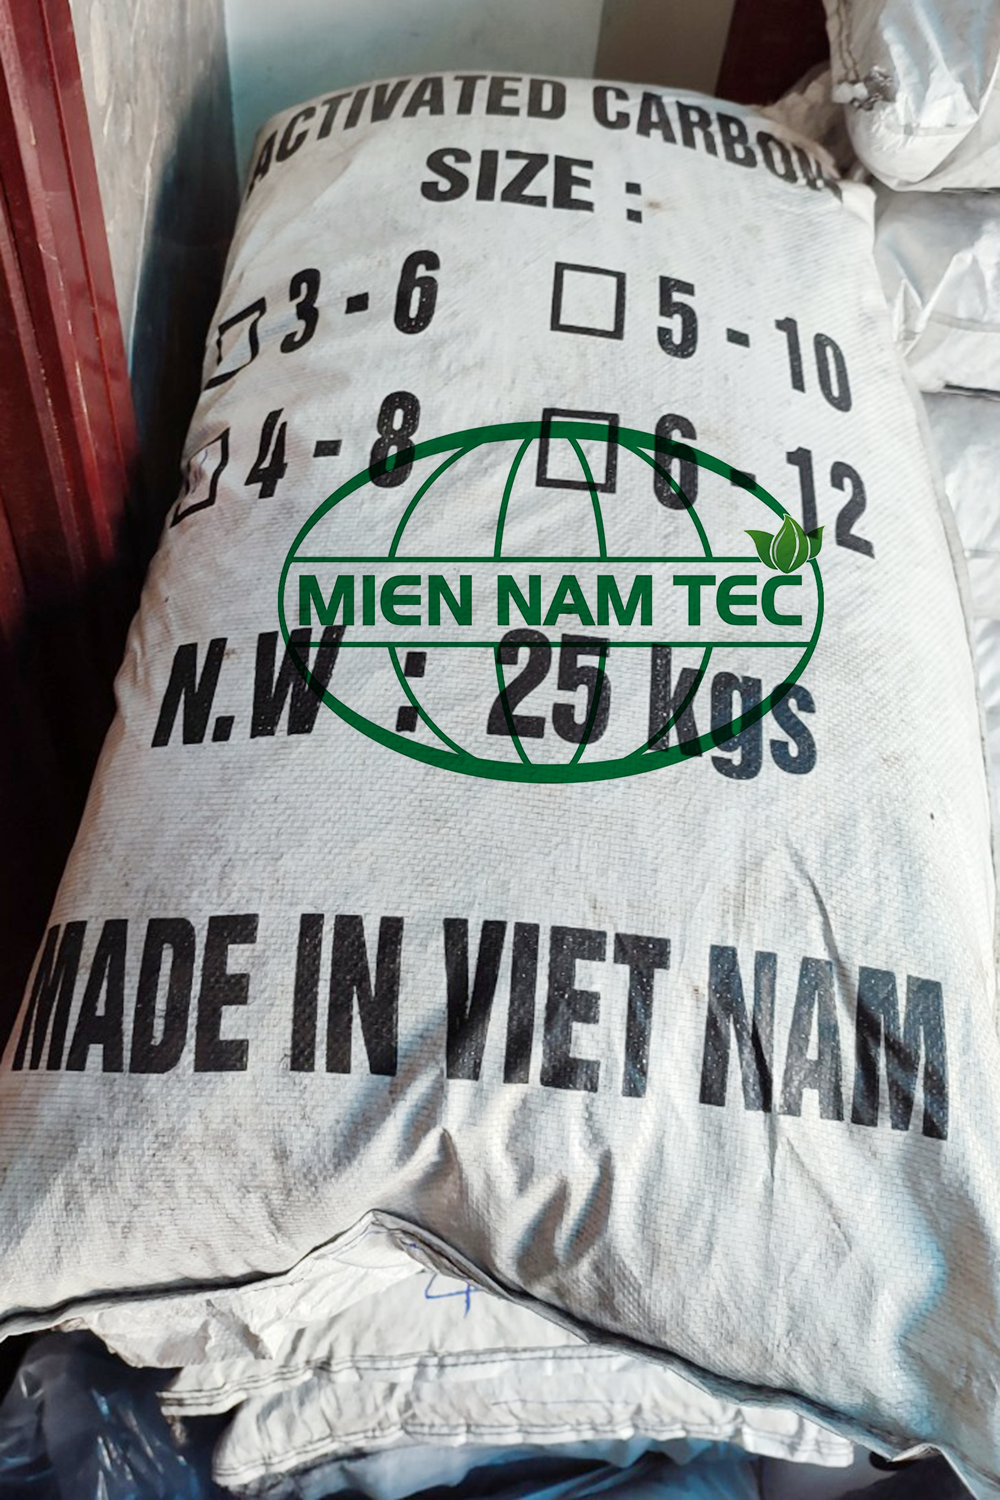 ACTIVATED CARBON
SIZE :
3 - 6
5 - 10
4 - 8
6 - 12
MIEN NAM TEC
N.W : 25 kgs
MADE IN VIET NAM
4